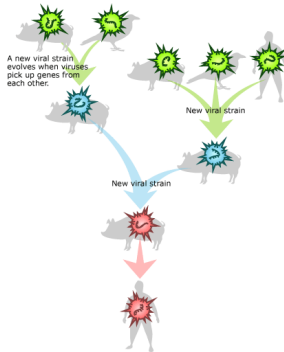 A new viral strain
evolves when viruses
pick up genes from
each other.
New viral strain
New viral strain